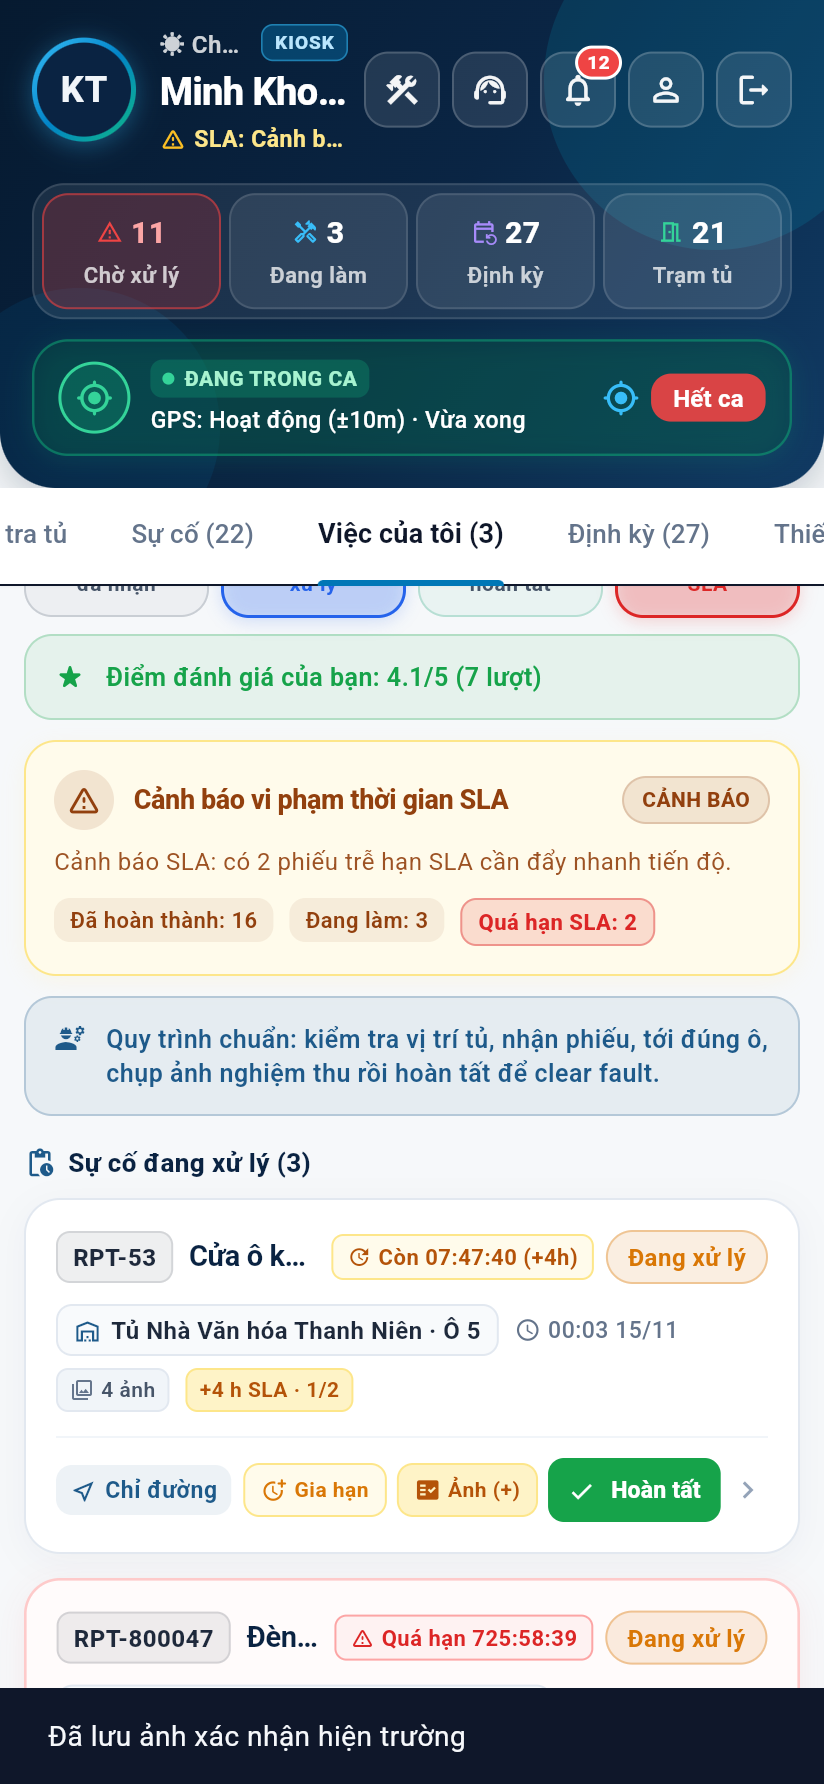 KT
Ch...
KIOSK
Minh Kho...
SLA: Cảnh b...
12
11
Chờ xử lý
3
Đang làm
27
Định kỳ
21
Trạm tủ
ĐANG TRONG CA
GPS: Hoạt động (±10m) · Vừa xong
Hết ca
tra tủ
Sự cố (22)
Việc của tôi (3)
Định kỳ (27)
Thiế
đã nhận
xử lý
hoàn tất
SLA
Điểm đánh giá của bạn: 4.1/5 (7 lượt)
Cảnh báo vi phạm thời gian SLA
CẢNH BÁO
Cảnh báo SLA: có 2 phiếu trễ hạn SLA cần đẩy nhanh tiến độ.
Đã hoàn thành: 16
Đang làm: 3
Quá hạn SLA: 2
Quy trình chuẩn: kiểm tra vị trí tủ, nhận phiếu, tới đúng ô,
chụp ảnh nghiệm thu rồi hoàn tất để clear fault.
Sự cố đang xử lý (3)
RPT-53
Cửa ô k...
Còn 07:47:40 (+4h)
Đang xử lý
Tủ Nhà Văn hóa Thanh Niên · Ô 5
00:03 15/11
4 ảnh
+4 h SLA · 1/2
Chỉ đường
Gia hạn
Ảnh (+)
Hoàn tất
RPT-800047
Đèn...
Quá hạn 725:58:39
Đang xử lý
Đã lưu ảnh xác nhận hiện trường